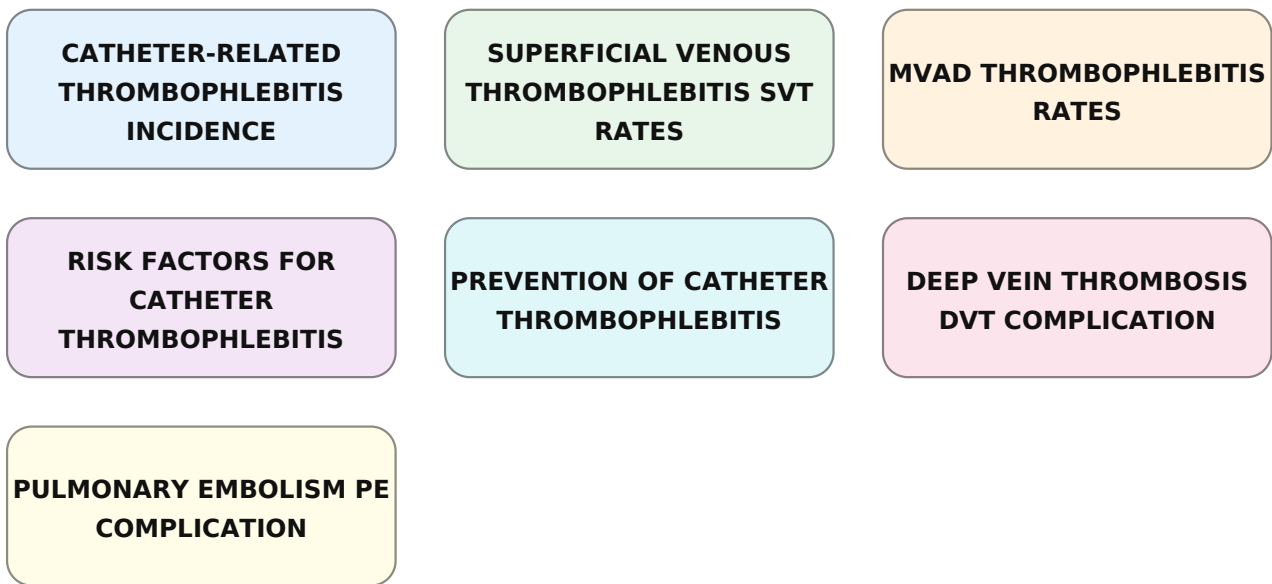 CATHETER-RELATED
THROMBOPHLEBITIS
INCIDENCE
SUPERFICIAL VENOUS
THROMBOPHLEBITIS SVT
RATES
MVAD THROMBOPHLEBITIS
RATES
RISK FACTORS FOR
CATHETER
THROMBOPHLEBITIS
PREVENTION OF CATHETER
THROMBOPHLEBITIS
DEEP VEIN THROMBOSIS
DVT COMPLICATION
PULMONARY EMBOLISM PE
COMPLICATION